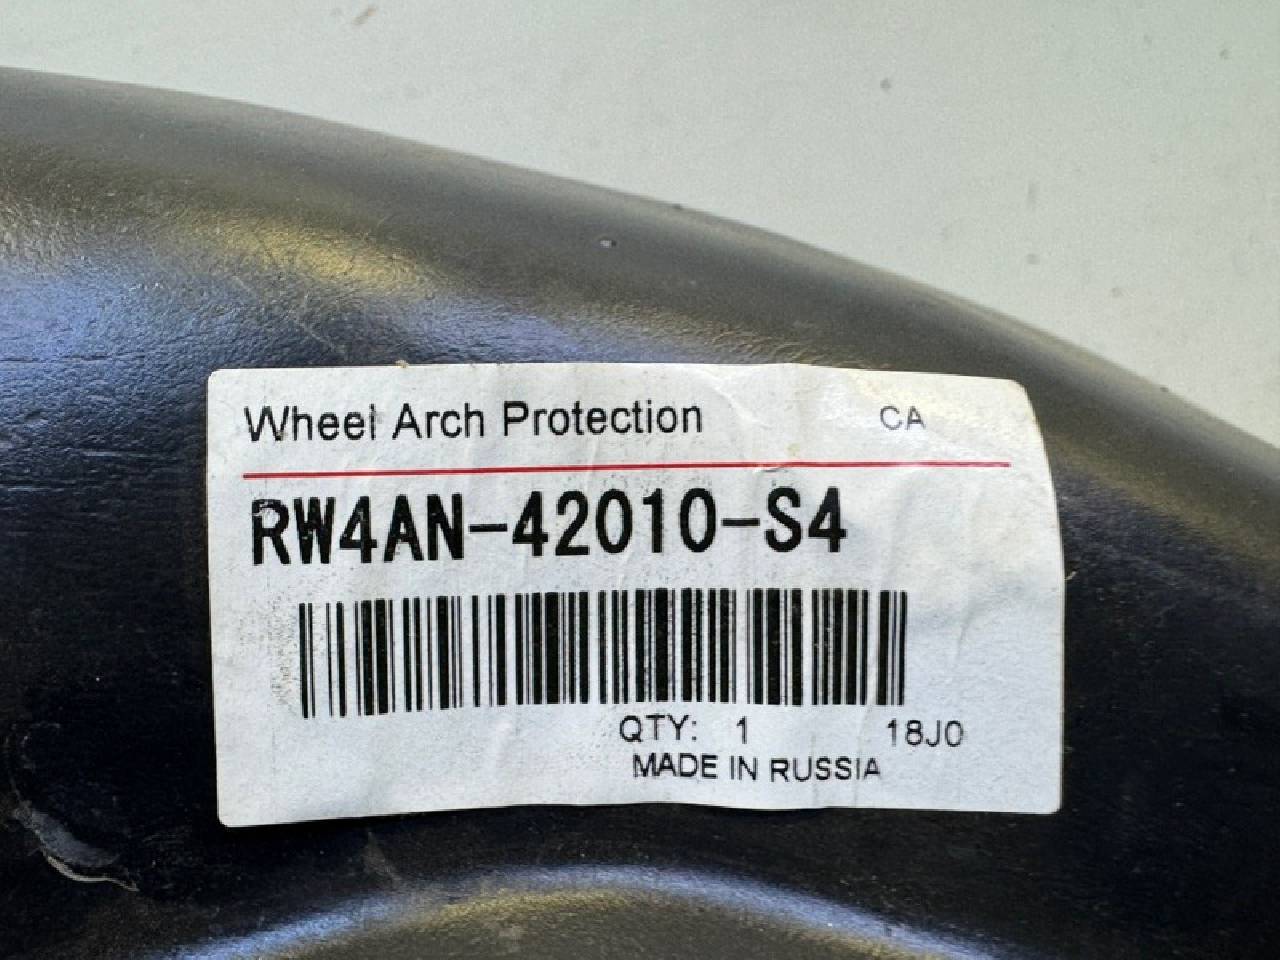 Wheel Arch Protection CA
RW4AN-42010-S4
QTY: 1 18J0
MADE IN RUSSIA